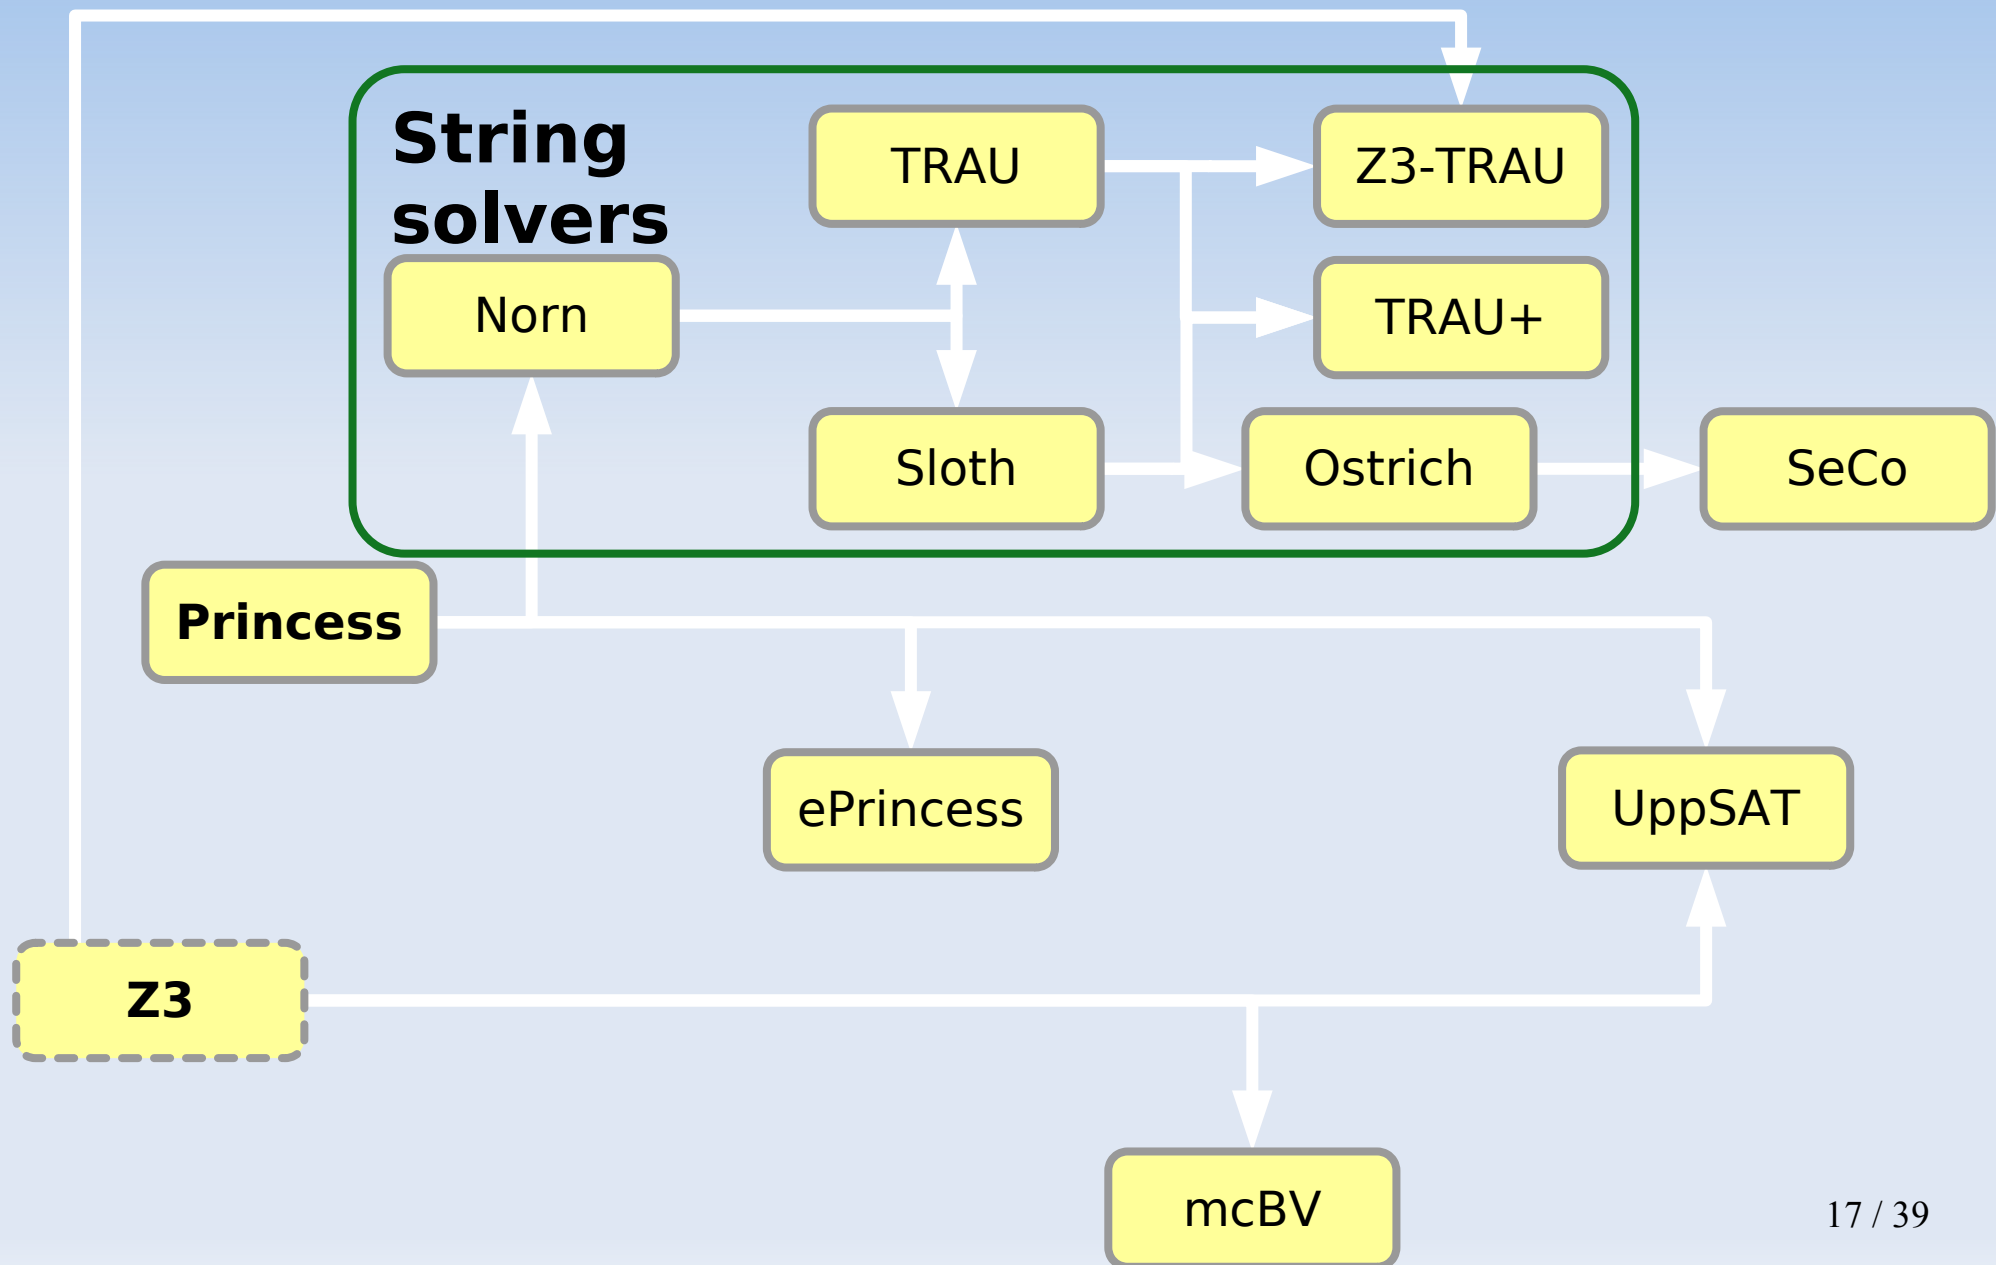 String
solvers
TRAU
Z3-TRAU
Norn
TRAU+
Sloth
Ostrich
SeCo
Princess
ePrincess
UppSAT
Z3
mcBV
17 / 39